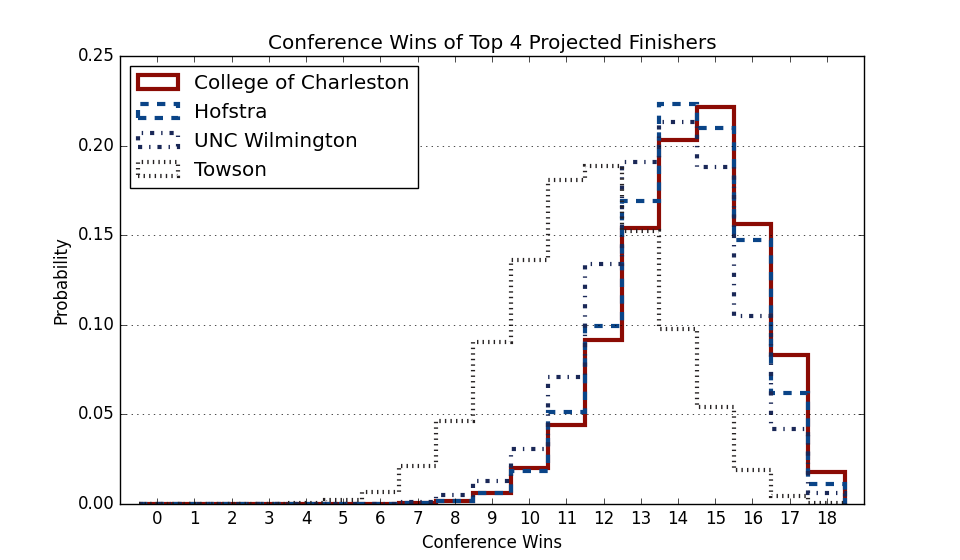 Conference Wins of Top 4 Projected Finishers
0.25
0.20
0.15
0.10
0.05
0.00
Probability
College of Charleston
Hofstra
UNC Wilmington
Towson
0 1 2 3 4 5 6 7 8 9 10 11 12 13 14 15 16 17 18
Conference Wins